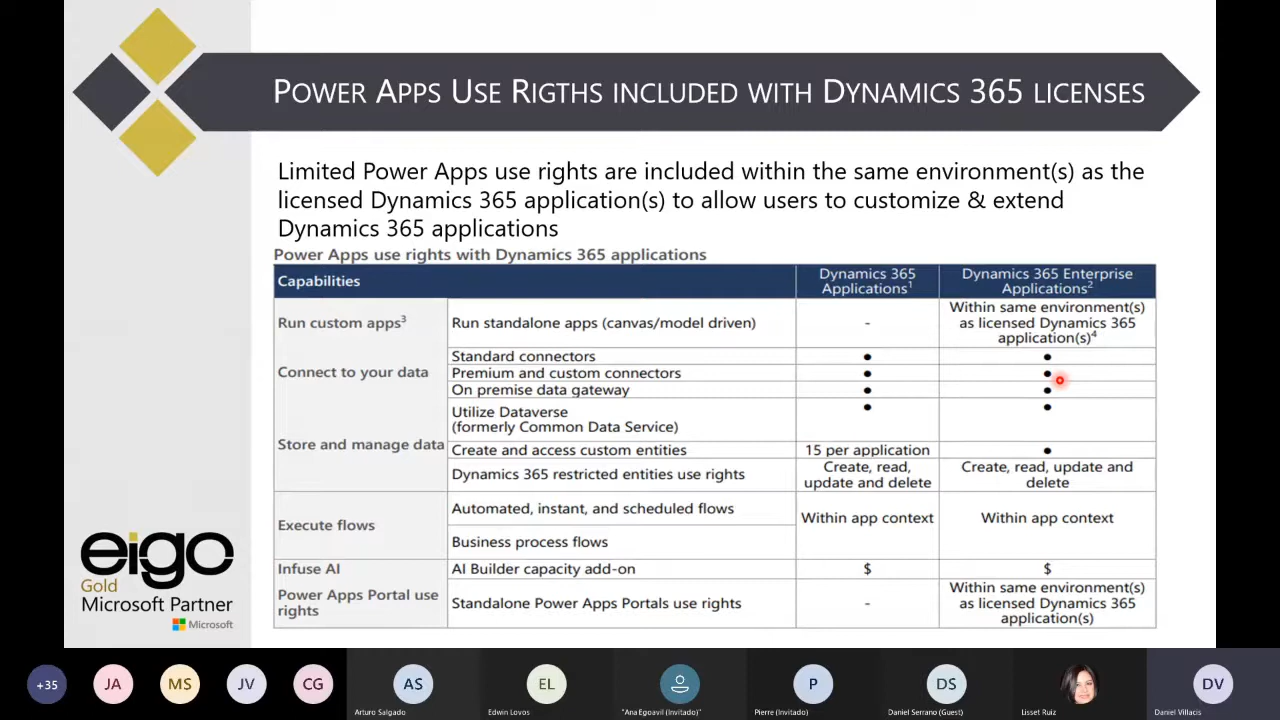 POWER APPS USE RIGTHS INCLUDED WITH DYNAMICS 365 LICENSES
Limited Power Apps use rights are included within the same environment(s) as the
licensed Dynamics 365 application(s) to allow users to customize & extend
Dynamics 365 applications
Power Apps use rights with Dynamics 365 applications
Capabilities
Dynamics 365
Applications¹
Dynamics 365 Enterprise
Applications²
Run custom apps³
Run standalone apps (canvas/model driven)
-
Within same environment(s)
as licensed Dynamics 365
application(s)⁴
Connect to your data
Standard connectors
● ●
Premium and custom connectors
● ●
On premise data gateway
● ●
Store and manage data
Utilize Dataverse
(formerly Common Data Service)
● ●
Create and access custom entities
15 per application ●
Dynamics 365 restricted entities use rights
Create, read,
update and delete
Create, read, update and
delete
Execute flows
Automated, instant, and scheduled flows
Business process flows
Within app context
Within app context
Infuse AI
AI Builder capacity add-on
$ $
Power Apps Portal use
rights
Standalone Power Apps Portals use rights
-
Within same environment(s)
as licensed Dynamics 365
application(s)
eigo
Gold
Microsoft Partner
Microsoft
+35
JA
MS
JV
CG
AS
Arturo Salgado
EL
Edwin Lovos
"Ana Egoavil (Invitado)"
P
Pierre (Invitado)
DS
Daniel Serrano (Guest)
Lisset Ruiz
DV
Daniel Villacis